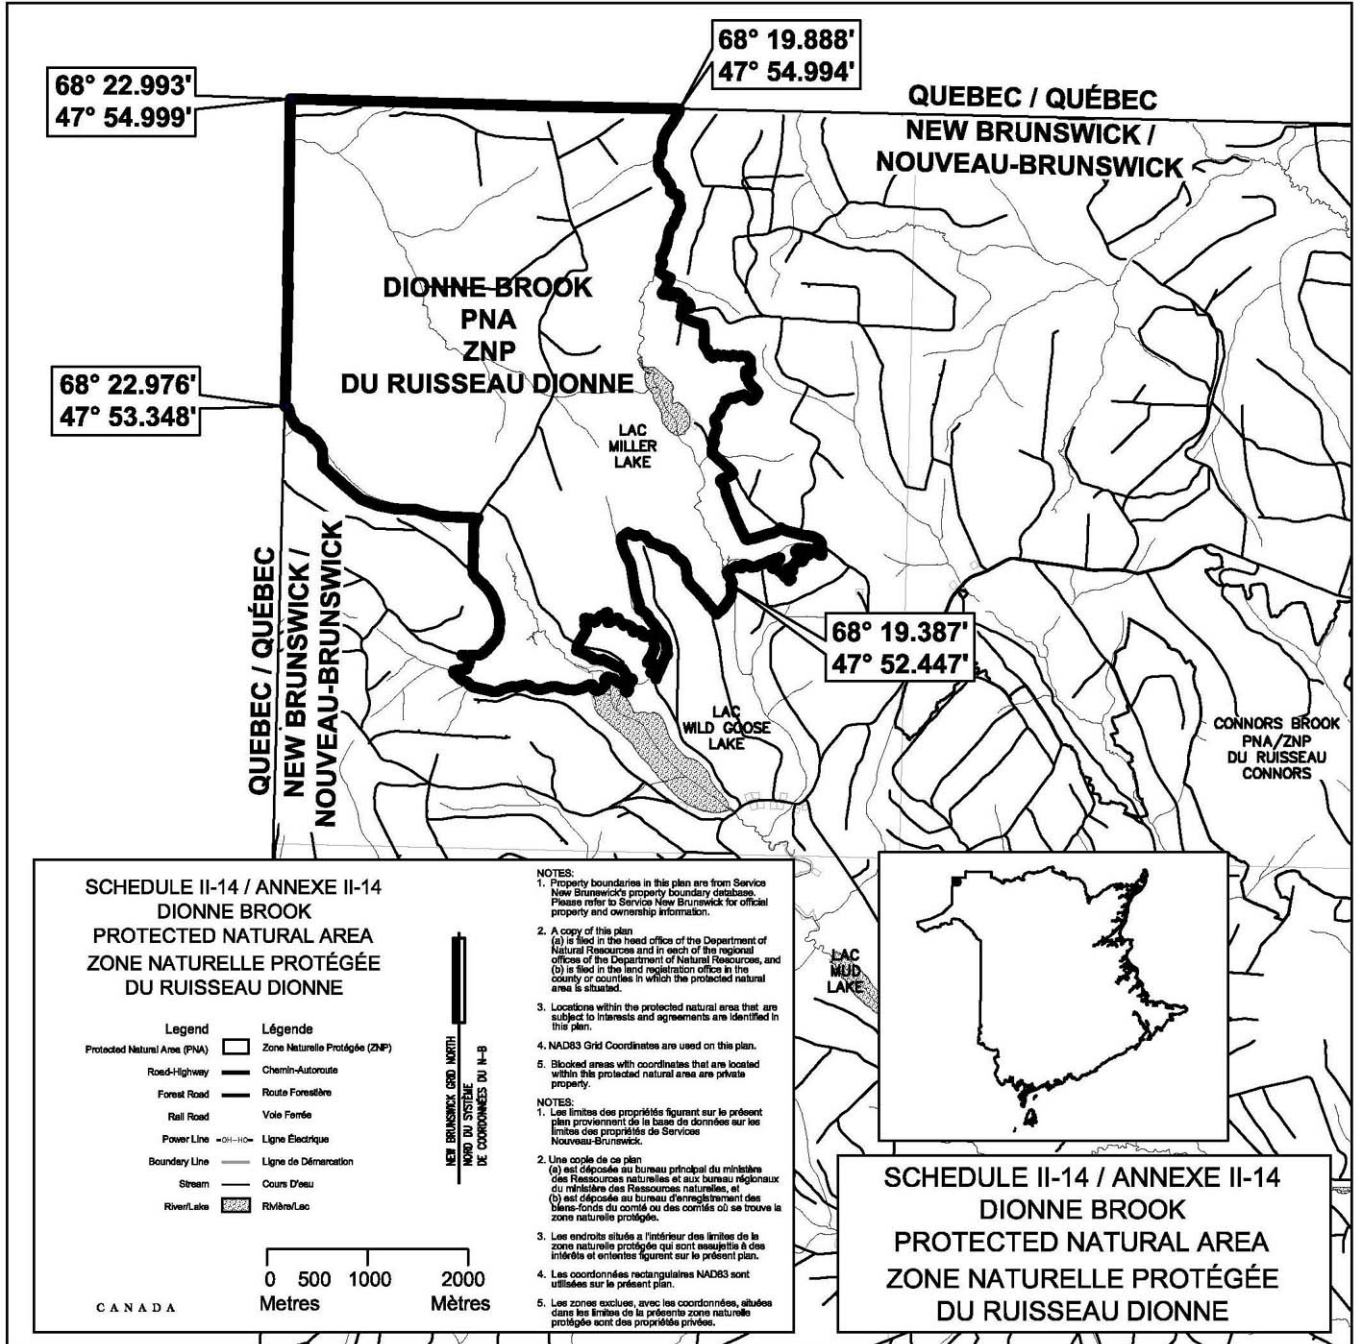 68° 19.888'
47° 54.994'
68° 22.993'
47° 54.999'
QUEBEC / QUÉBEC
NEW BRUNSWICK /
NOUVEAU-BRUNSWICK
DIONNE BROOK
PNA
ZNP
DU RUISSEAU DIONNE
68° 22.976'
47° 53.348'
LAC
MILLER
LAKE
QUEBEC / QUÉBEC
NEW BRUNSWICK /
NOUVEAU-BRUNSWICK
68° 19.387'
47° 52.447'
LAC
WILD GOOSE
LAKE
CONNORS BROOK
PNA/ZNP
DU RUISSEAU
CONNORS
LAC
MUD
LAKE
SCHEDULE II-14 / ANNEXE II-14
DIONNE BROOK
PROTECTED NATURAL AREA
ZONE NATURELLE PROTÉGÉE
DU RUISSEAU DIONNE
Legend Légende
Protected Natural Area (PNA) Zone Naturelle Protégée (ZNP)
Road-Highway Chemin-Autoroute
Forest Road Route Forestière
Rail Road Voie Ferrée
Power Line -OH-HO- Ligne Électrique
Boundary Line Ligne de Démarcation
Stream Cours D'eau
River/Lake Rivière/Lac
NEW BRUNSWICK GRID NORTH
NORD DU SYSTÈME
DE COORDONNÉES DU N-B
0 500 1000 2000
Metres Mètres
CANADA
NOTES:
1. Property boundaries in this plan are from Service
New Brunswick's property boundary database.
Please refer to Service New Brunswick for official
property and ownership information.
2. A copy of this plan
(a) is filed in the head office of the Department of
Natural Resources and in each of the regional
offices of the Department of Natural Resources, and
(b) is filed in the land registration office in the
county or counties in which the protected natural
area is situated.
3. Locations within the protected natural area that are
subject to interests and agreements are identified in
this plan.
4. NAD83 Grid Coordinates are used on this plan.
5. Blocked areas with coordinates that are located
within this protected natural area are private
property.
NOTES:
1. Les limites des propriétés figurant sur le présent
plan proviennent de la base de données sur les
limites des propriétés de Services
Nouveau-Brunswick.
2. Une copie de ce plan
(a) est déposée au bureau principal du ministère
des Ressources naturelles et aux bureau régionaux
du ministère des Ressources naturelles, et
(b) est déposée au bureau d'enregistrement des
biens-fonds du comté ou des comtés où se trouve la
zone naturelle protégée.
3. Les endroits situés a l'intérieur des limites de la
zone naturelle protégée qui sont assujettis à des
intérêts et ententes figurent sur le présent plan.
4. Les coordonnées rectangulaires NAD83 sont
utilisées sur le présent plan.
5. Les zones exclues, avec les coordonnées, situées
dans les limites de la présente zone naturelle
protégée sont des propriétés privées.
SCHEDULE II-14 / ANNEXE II-14
DIONNE BROOK
PROTECTED NATURAL AREA
ZONE NATURELLE PROTÉGÉE
DU RUISSEAU DIONNE